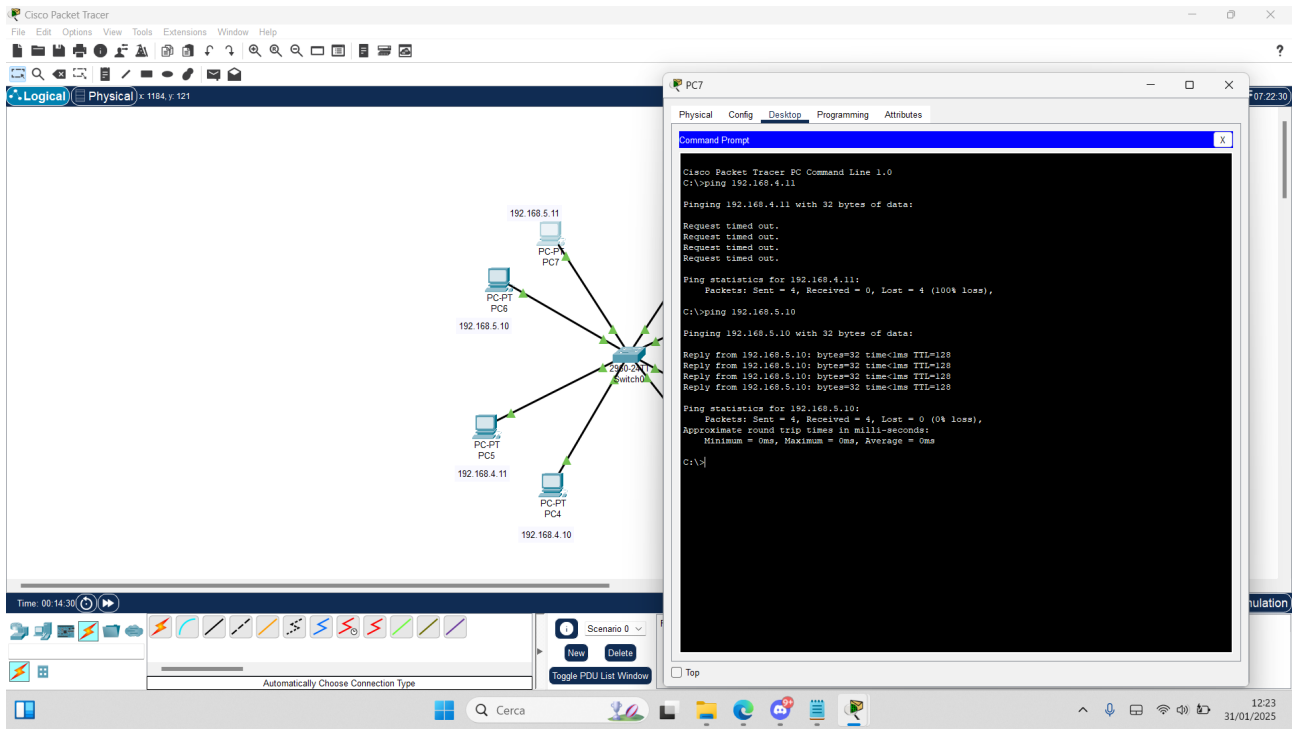 Cisco Packet Tracer
File Edit Options View Tools Extensions Window Help
?
Logical Physical x: 1184, y: 121
07:22:30
PC7
Physical Config Desktop Programming Attributes
Command Prompt
X
Cisco Packet Tracer PC Command Line 1.0
C:\>ping 192.168.4.11
Pinging 192.168.4.11 with 32 bytes of data:
Request timed out.
Request timed out.
Request timed out.
Request timed out.
Ping statistics for 192.168.4.11:
Packets: Sent = 4, Received = 0, Lost = 4 (100% loss),
C:\>ping 192.168.5.10
Pinging 192.168.5.10 with 32 bytes of data:
Reply from 192.168.5.10: bytes=32 time<1ms TTL=128
Reply from 192.168.5.10: bytes=32 time<1ms TTL=128
Reply from 192.168.5.10: bytes=32 time<1ms TTL=128
Reply from 192.168.5.10: bytes=32 time<1ms TTL=128
Ping statistics for 192.168.5.10:
Packets: Sent = 4, Received = 4, Lost = 0 (0% loss),
Approximate round trip times in milli-seconds:
Minimum = 0ms, Maximum = 0ms, Average = 0ms
C:\>
Top
192.168.5.11
PC-PT
PC7
PC-PT
PC6
192.168.5.10
Switch0
PC-PT
PC5
192.168.4.11
PC-PT
PC4
192.168.4.10
Time: 00:14:30
Scenario 0
New Delete
Toggle PDU List Window
Automatically Choose Connection Type
Cerca
9+
12:23
31/01/2025